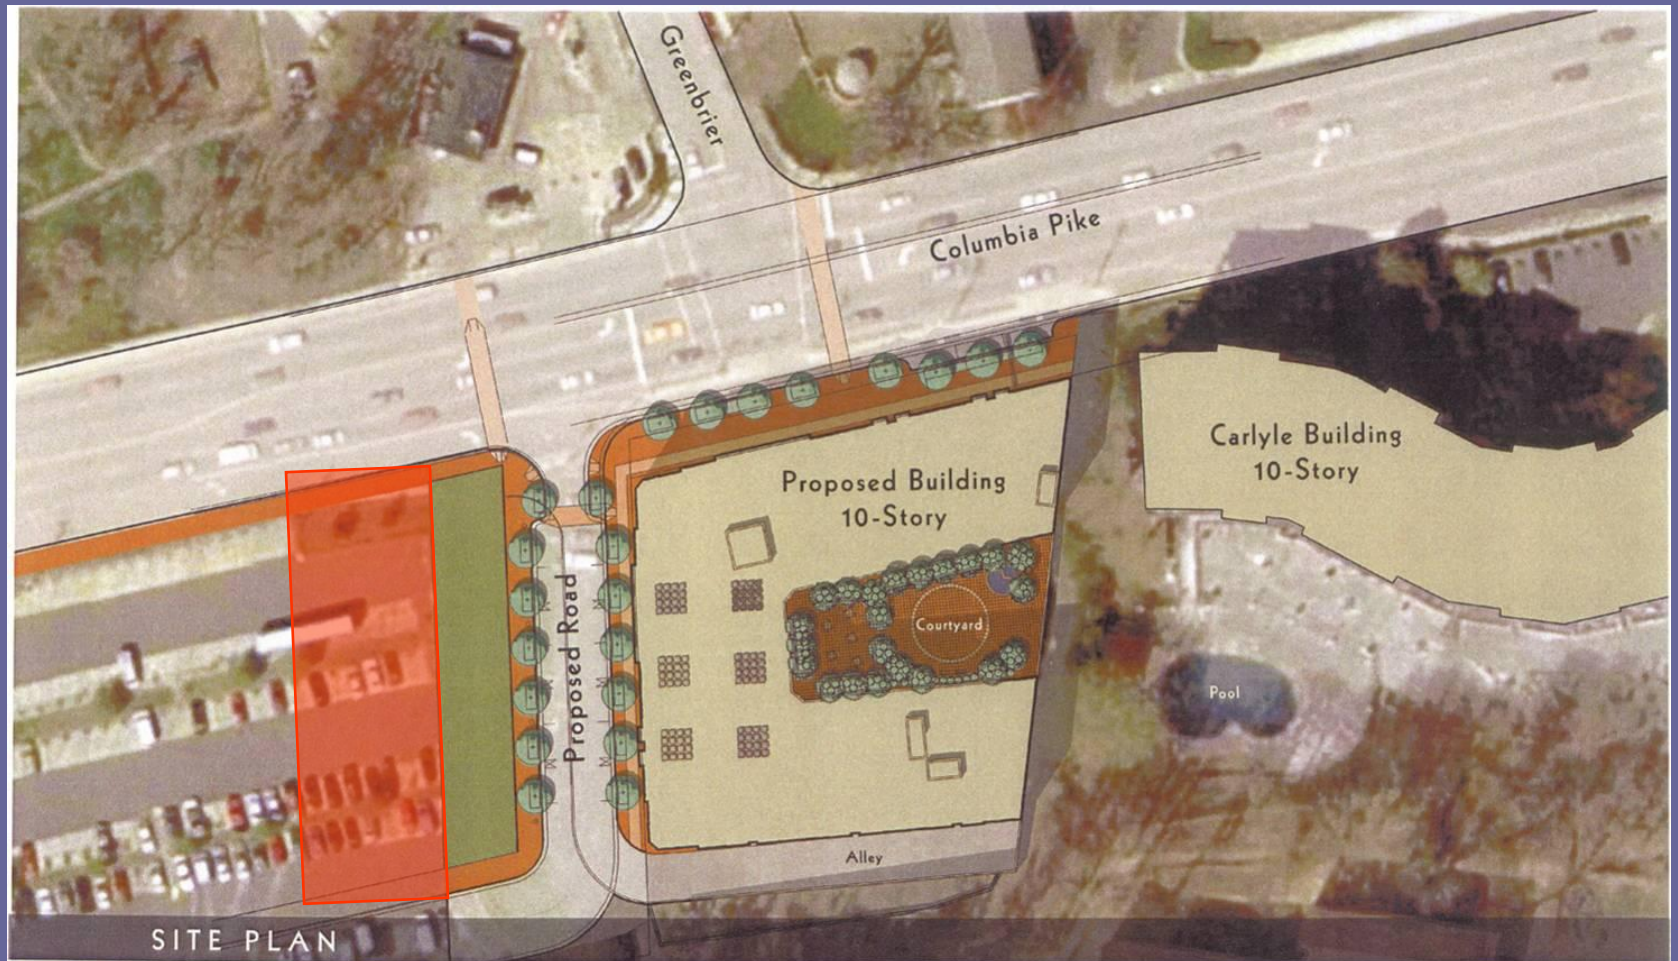 Greenbrier
Columbia Pike
Carlyle Building
10-Story
Proposed Building
10-Story
Courtyard
Proposed Road
Pool
Alley
SITE PLAN